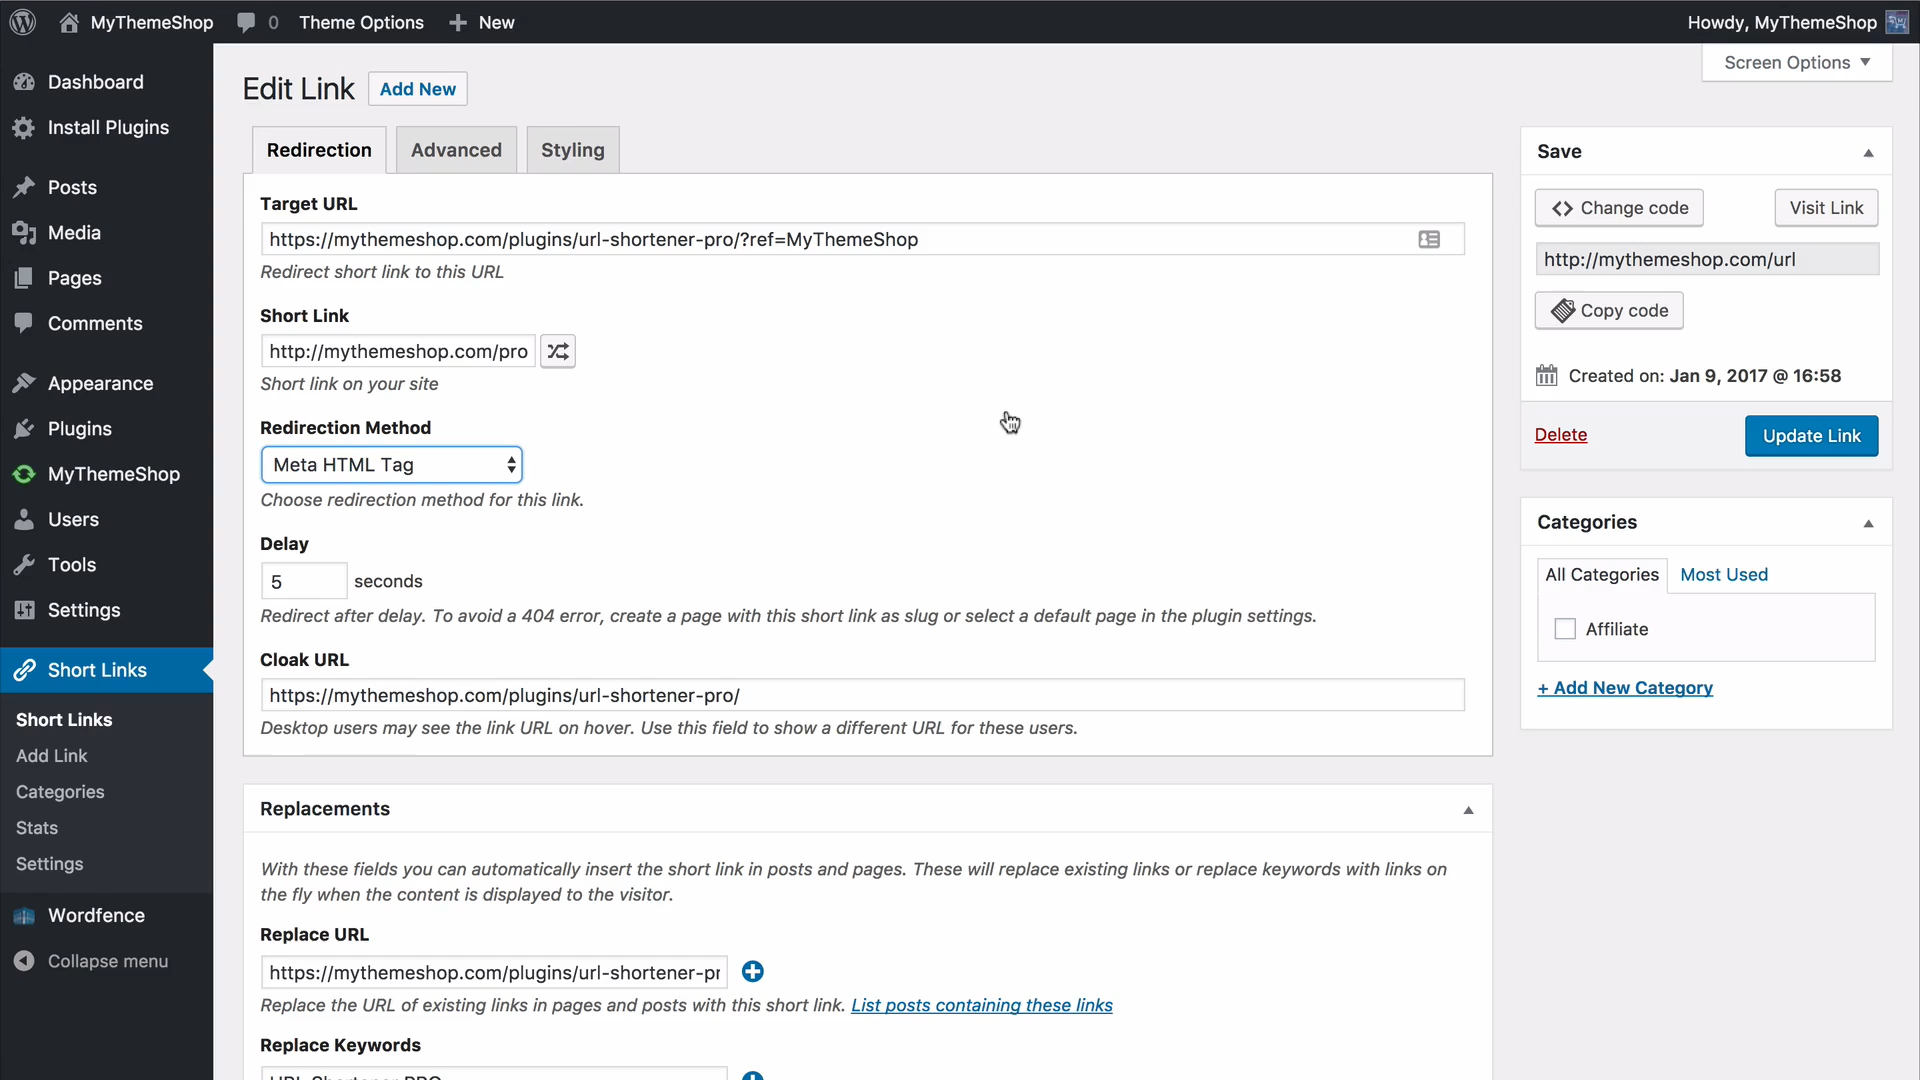 MyThemeShop
0
Theme Options
New
Howdy, MyThemeShop
Screen Options
Dashboard
Install Plugins
Posts
Media
Pages
Comments
Appearance
Plugins
MyThemeShop
Users
Tools
Settings
Short Links
Short Links
Add Link
Categories
Stats
Settings
Wordfence
Collapse menu
Edit Link
Add New
Redirection
Advanced
Styling
Target URL
https://mythemeshop.com/plugins/url-shortener-pro/?ref=MyThemeShop
Redirect short link to this URL
Short Link
http://mythemeshop.com/pro
Short link on your site
Redirection Method
Meta HTML Tag
Choose redirection method for this link.
Delay
5 seconds
Redirect after delay. To avoid a 404 error, create a page with this short link as slug or select a default page in the plugin settings.
Cloak URL
https://mythemeshop.com/plugins/url-shortener-pro/
Desktop users may see the link URL on hover. Use this field to show a different URL for these users.
Replacements
With these fields you can automatically insert the short link in posts and pages. These will replace existing links or replace keywords with links on
the fly when the content is displayed to the visitor.
Replace URL
https://mythemeshop.com/plugins/url-shortener-pr
Replace the URL of existing links in pages and posts with this short link. List posts containing these links
Replace Keywords
URL Shortener PRO
Save
Change code
Visit Link
http://mythemeshop.com/url
Copy code
Created on: Jan 9, 2017 @ 16:58
Delete
Update Link
Categories
All Categories
Most Used
Affiliate
+ Add New Category